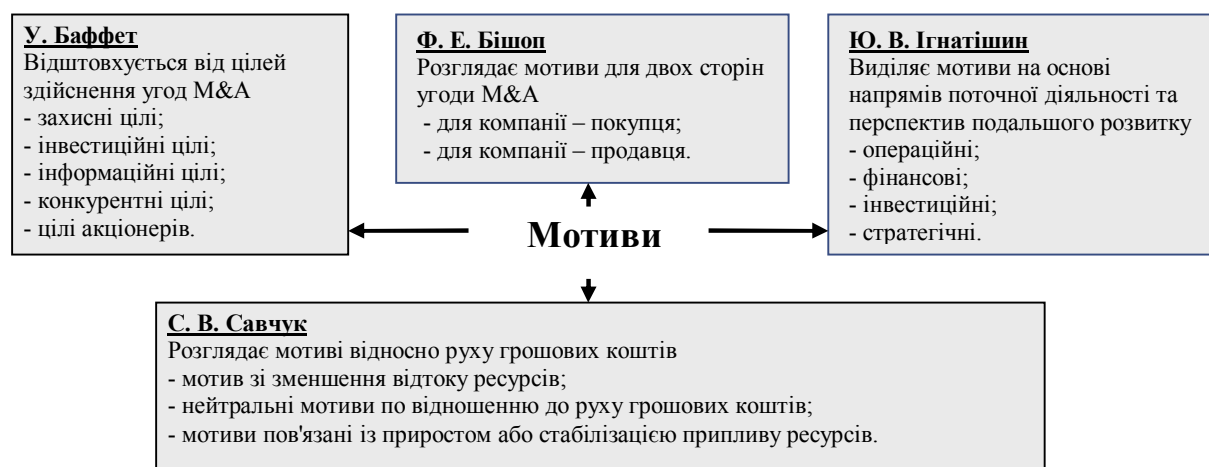 У. Баффет
Відштовхується від цілей
здійснення угод M&A
- захисні цілі;
- інвестиційні цілі;
- інформаційні цілі;
- конкурентні цілі;
- цілі акціонерів.
Ф. Е. Бішоп
Розглядає мотиви для двох сторін
угоди M&A
- для компанії – покупця;
- для компанії – продавця.
Ю. В. Ігнатішин
Виділяє мотиви на основі
напрямів поточної діяльності та
перспектив подальшого розвитку
- операційні;
- фінансові;
- інвестиційні;
- стратегічні.
Мотиви
С. В. Савчук
Розглядає мотиві відносно руху грошових коштів
- мотив зі зменшення відтоку ресурсів;
- нейтральні мотиви по відношенню до руху грошових коштів;
- мотиви пов'язані із приростом або стабілізацією припливу ресурсів.